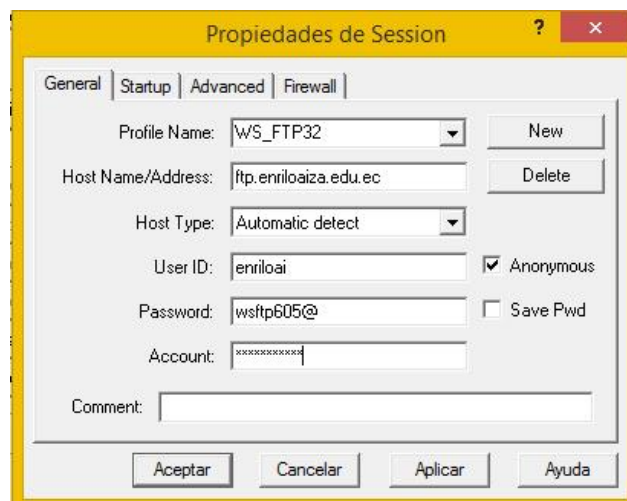 Propiedades de Session ? ×
General Startup Advanced Firewall
Profile Name: WS_FTP32 New
Host Name/Address: ftp.enriloaiza.edu.ec Delete
Host Type: Automatic detect
User ID: enriloai Anonymous
Password: wsftp605@ Save Pwd
Account: ***********
Comment:
Aceptar Cancelar Aplicar Ayuda